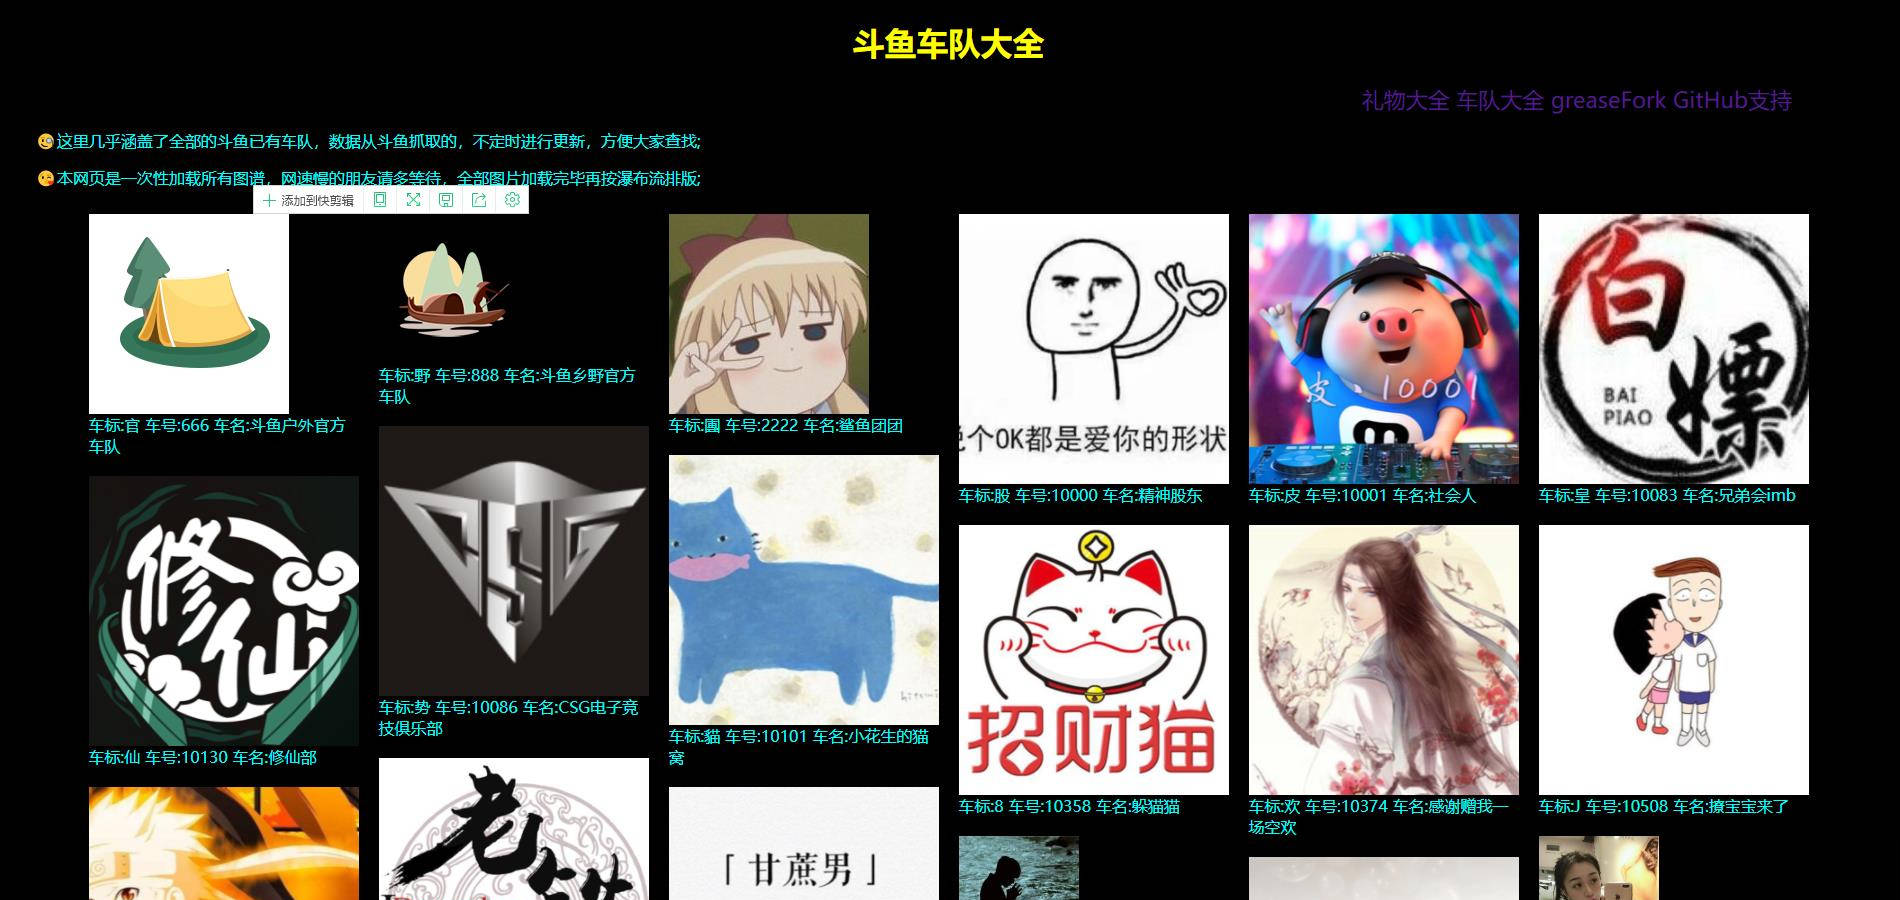 斗鱼车队大全
礼物大全 车队大全 greaseFork GitHub支持
这里几乎涵盖了全部的斗鱼已有车队，数据从斗鱼抓取的，不定时进行更新，方便大家查找;
本网页是一次性加载所有图谱，网速慢的朋友请多等待，全部图片加载完毕再按瀑布流排版;
添加到快剪辑
车标:官 车号:666 车名:斗鱼户外官方
车队
车标:野 车号:888 车名:斗鱼乡野官方
车队
车标:團 车号:2222 车名:鲨鱼团团
个OK都是爱你的形状
车标:股 车号:10000 车名:精神股东
皮 10001
车标:皮 车号:10001 车名:社会人
白
嫖
BAI
PIAO
车标:皇 车号:10083 车名:兄弟会imb
修
仙
车标:仙 车号:10130 车名:修仙部
CSG
车标:势 车号:10086 车名:CSG电子竞
技俱乐部
车标:貓 车号:10101 车名:小花生的猫
窝
招财猫
车标:8 车号:10358 车名:躲猫猫
车标:欢 车号:10374 车名:感谢赠我一
场空欢
车标:J 车号:10508 车名:撩宝宝来了
老
「 甘蔗男 」